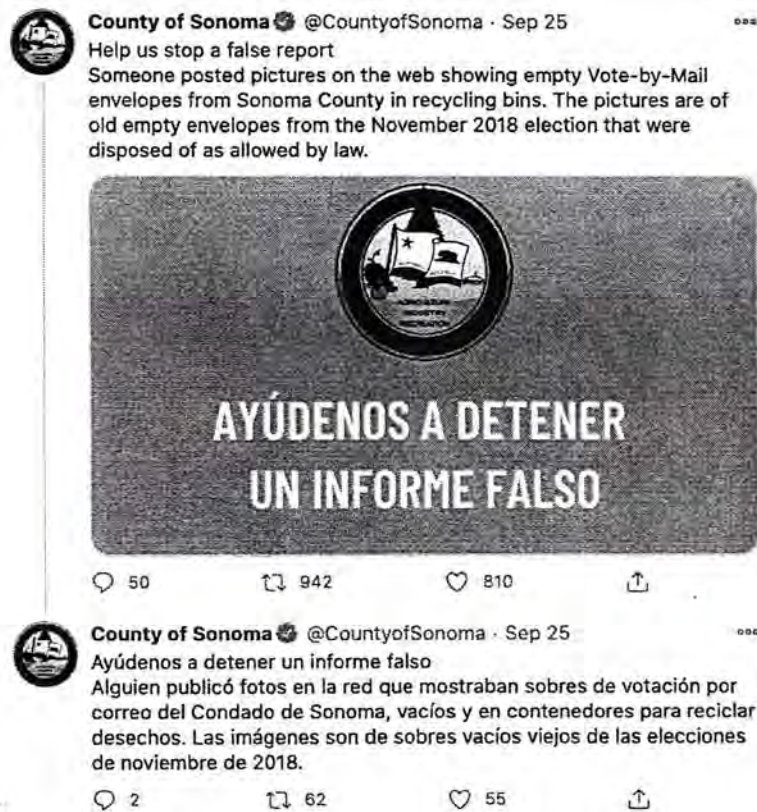 County of Sonoma @CountyofSonoma · Sep 25
Help us stop a false report
Someone posted pictures on the web showing empty Vote-by-Mail
envelopes from Sonoma County in recycling bins. The pictures are of
old empty envelopes from the November 2018 election that were
disposed of as allowed by law.
AGRICULTURE
INDUSTRY
RECREATION
AYÚDENOS A DETENER
UN INFORME FALSO
50 942 810
County of Sonoma @CountyofSonoma · Sep 25
Ayúdenos a detener un informe falso
Alguien publicó fotos en la red que mostraban sobres de votación por
correo del Condado de Sonoma, vacíos y en contenedores para reciclar
desechos. Las imágenes son de sobres vacíos viejos de las elecciones
de noviembre de 2018.
2 62 55